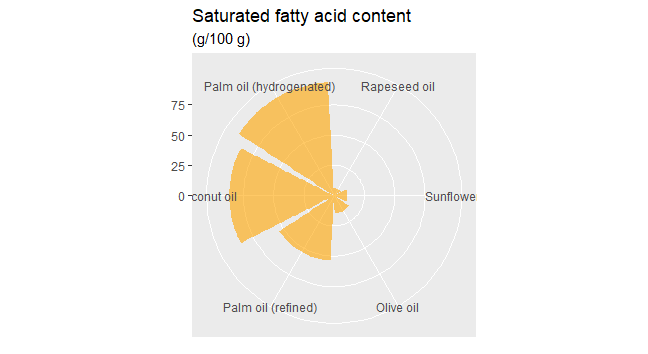 Saturated fatty acid content
(g/100 g)
Palm oil (hydrogenated) Rapeseed oil
75
50
25
0 conut oil Sunflowe
Palm oil (refined) Olive oil